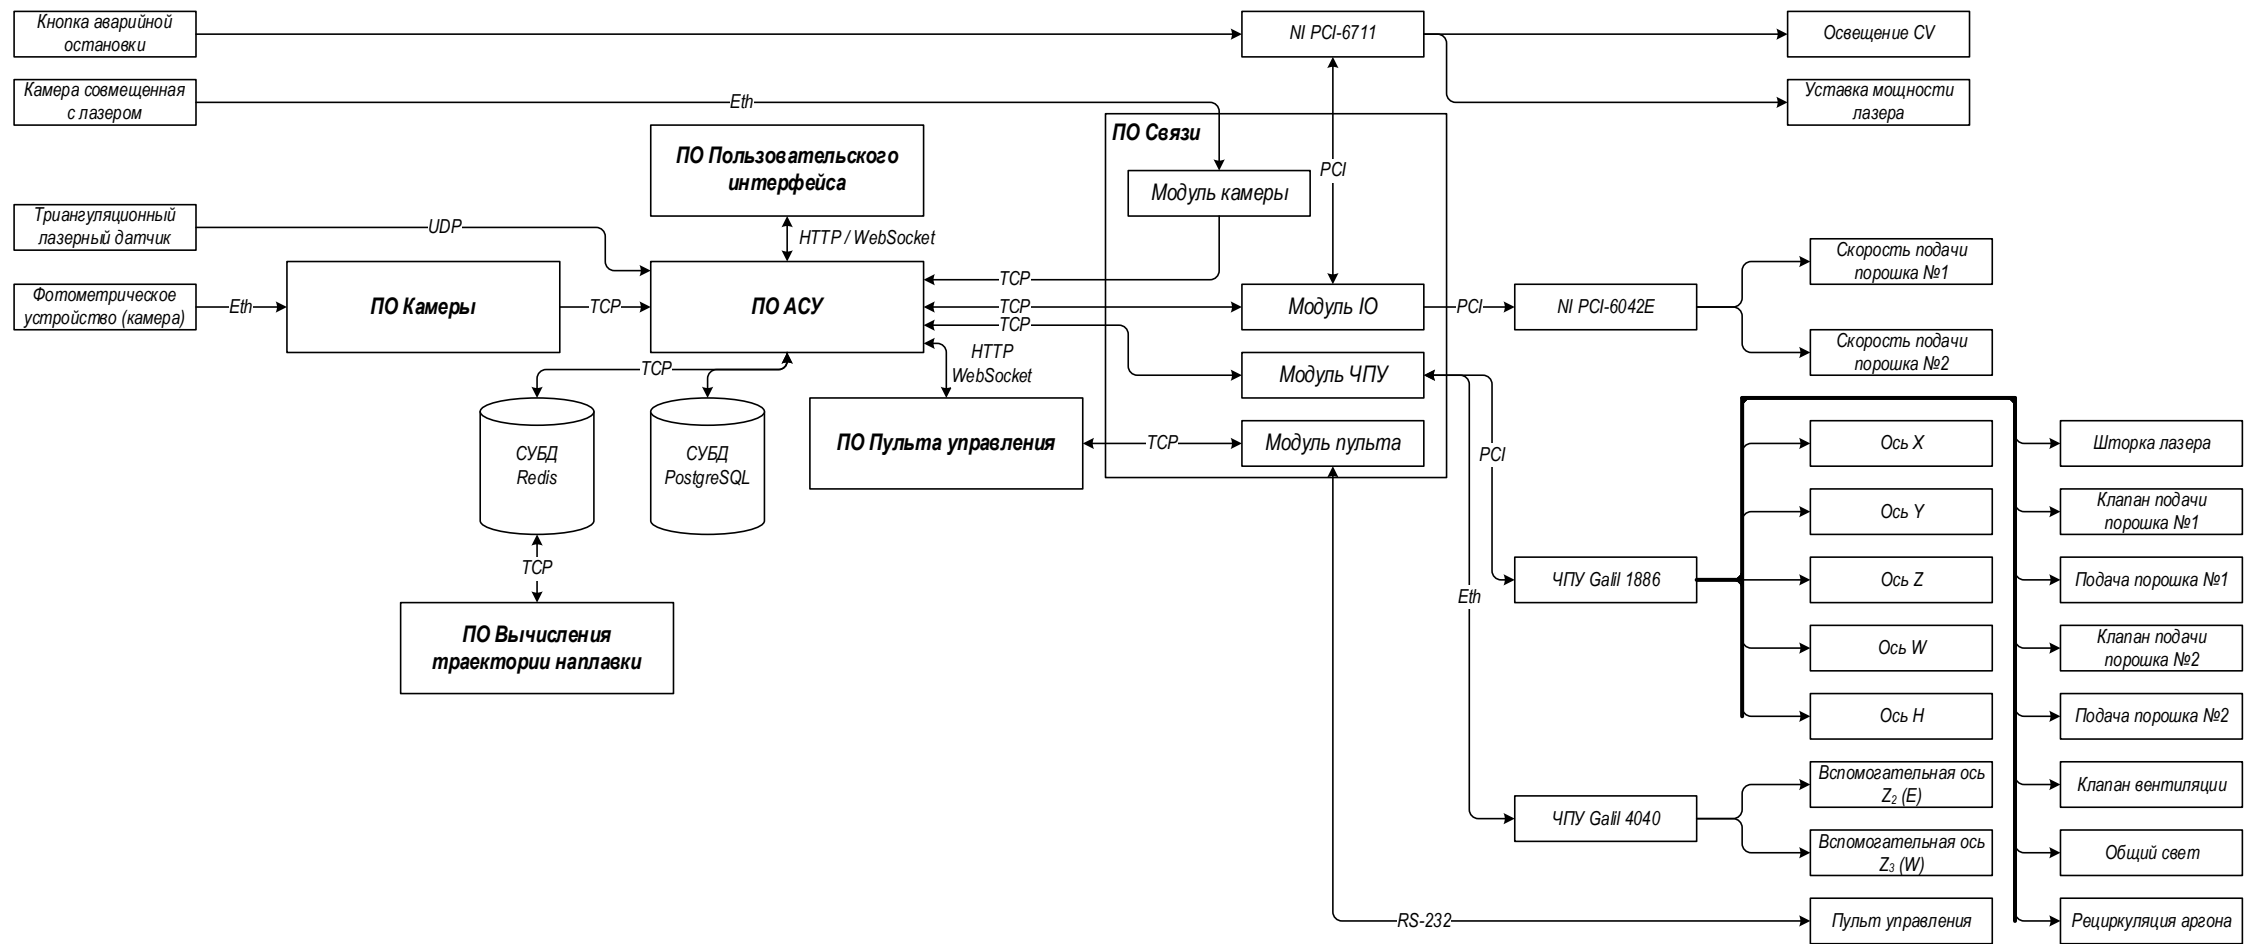 Кнопка аварийной
остановки
NI PCI-6711
Освещение CV
Камера совмещенная
с лазером
Eth
Уставка мощности
лазера
ПО Связи
ПО Пользовательского
интерфейса
PCI
Модуль камеры
Триангуляционный
лазерный датчик
UDP
HTTP / WebSocket
Скорость подачи
порошка №1
TCP
Фотометрическое
устройство (камера)
Eth
ПО Камеры
TCP
ПО АСУ
TCP
Модуль IO
PCI
NI PCI-6042E
TCP
Скорость подачи
порошка №2
HTTP
WebSocket
TCP
Модуль ЧПУ
СУБД
Redis
СУБД
PostgreSQL
ПО Пульта управления
TCP
Модуль пульта
PCI
Ось X
Шторка лазера
Ось Y
Клапан подачи
порошка №1
TCP
ЧПУ Galil 1886
Ось Z
Подача порошка №1
Eth
ПО Вычисления
траектории наплавки
Ось W
Клапан подачи
порошка №2
Ось H
Подача порошка №2
Вспомогательная ось
Z₂ (E)
Клапан вентиляции
ЧПУ Galil 4040
Вспомогательная ось
Z₃ (W)
Общий свет
RS-232
Пульт управления
Рециркуляция аргона